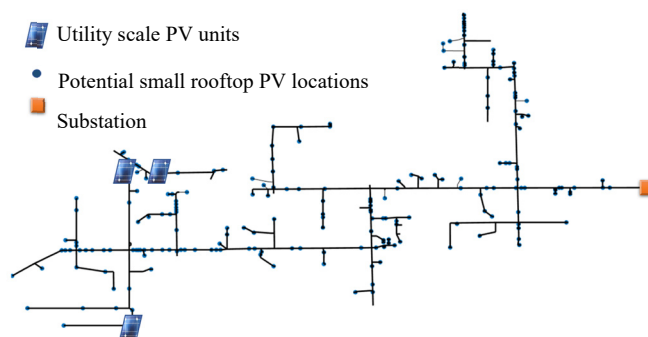 Utility scale PV units
Potential small rooftop PV locations
Substation